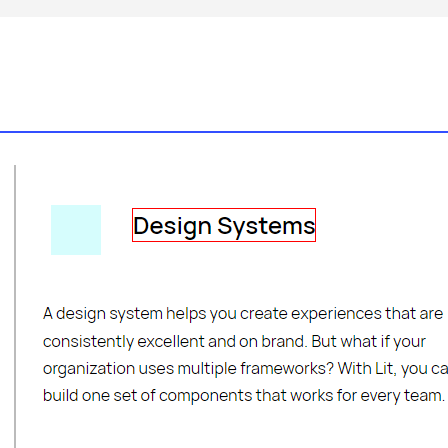 Design Systems
A design system helps you create experiences that are
consistently excellent and on brand. But what if your
organization uses multiple frameworks? With Lit, you
build one set of components that works for every team.